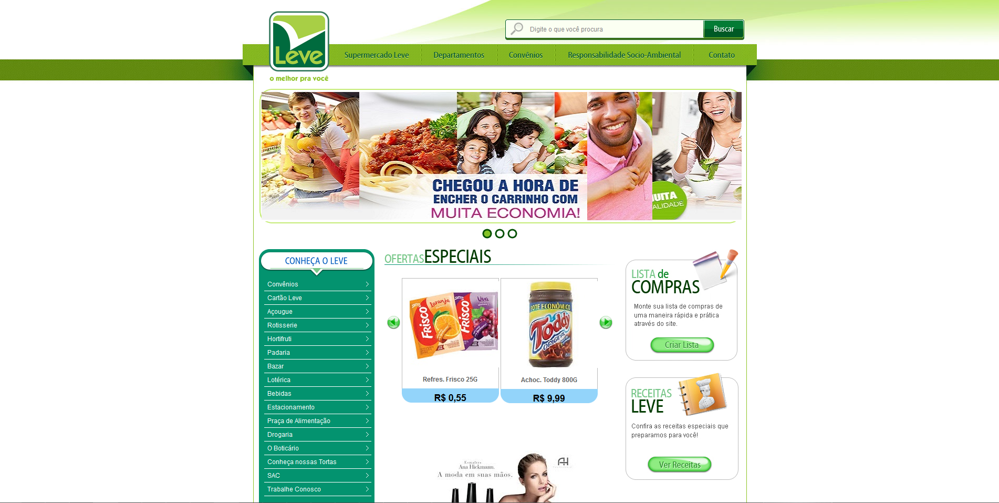 Leve
o melhor pra você
Digite o que você procura
Buscar
Supermercado Leve
Departamentos
Convênios
Responsabilidade Socio-Ambiental
Contato
CHEGOU A HORA DE
ENCHER O CARRINHO COM
MUITA ECONOMIA!
CONHEÇA O LEVE
Convênios
Cartão Leve
Açougue
Rotisserie
Hortifruti
Padaria
Bazar
Lotérica
Bebidas
Estacionamento
Praça de Alimentação
Drogaria
O Boticário
Conheça nossas Tortas
SAC
Trabalhe Conosco
OFERTAS ESPECIAIS
Laranja
FRISCO
Uva
FRISCO
Refres. Frisco 25G
R$ 0,55
POTE ECONÔMICO
Toddy
ORIGINAL
Achoc. Toddy 800G
R$ 9,99
Esmaltes
Ana Hickmann.
A moda em suas mãos.
AH
LISTA de
COMPRAS
Monte sua lista de compras de
uma maneira rápida e prática
através do site.
Criar Lista
RECEITAS
LEVE
Confira as receitas especiais que
preparamos para você!
Ver Receitas